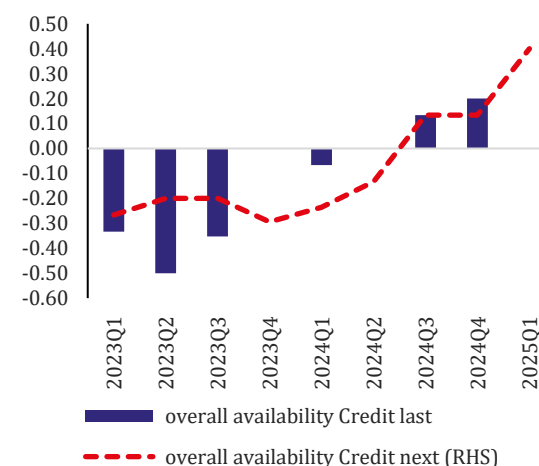 0.50
0.40
0.30
0.20
0.10
0.00
-0.10
-0.20
-0.30
-0.40
-0.50
-0.60
2023Q1
2023Q2
2023Q3
2023Q4
2024Q1
2024Q2
2024Q3
2024Q4
2025Q1
overall availability Credit last
overall availability Credit next (RHS)